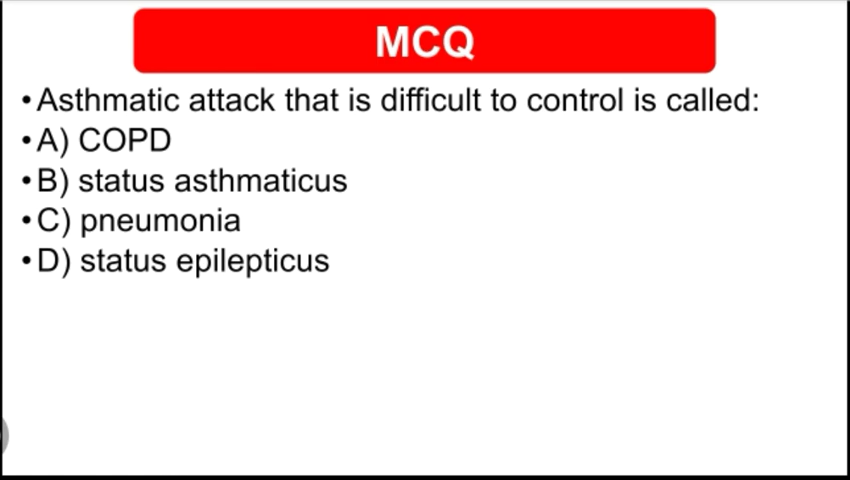 MCQ
•Asthmatic attack that is difficult to control is called:
•A) COPD
•B) status asthmaticus
•C) pneumonia
•D) status epilepticus